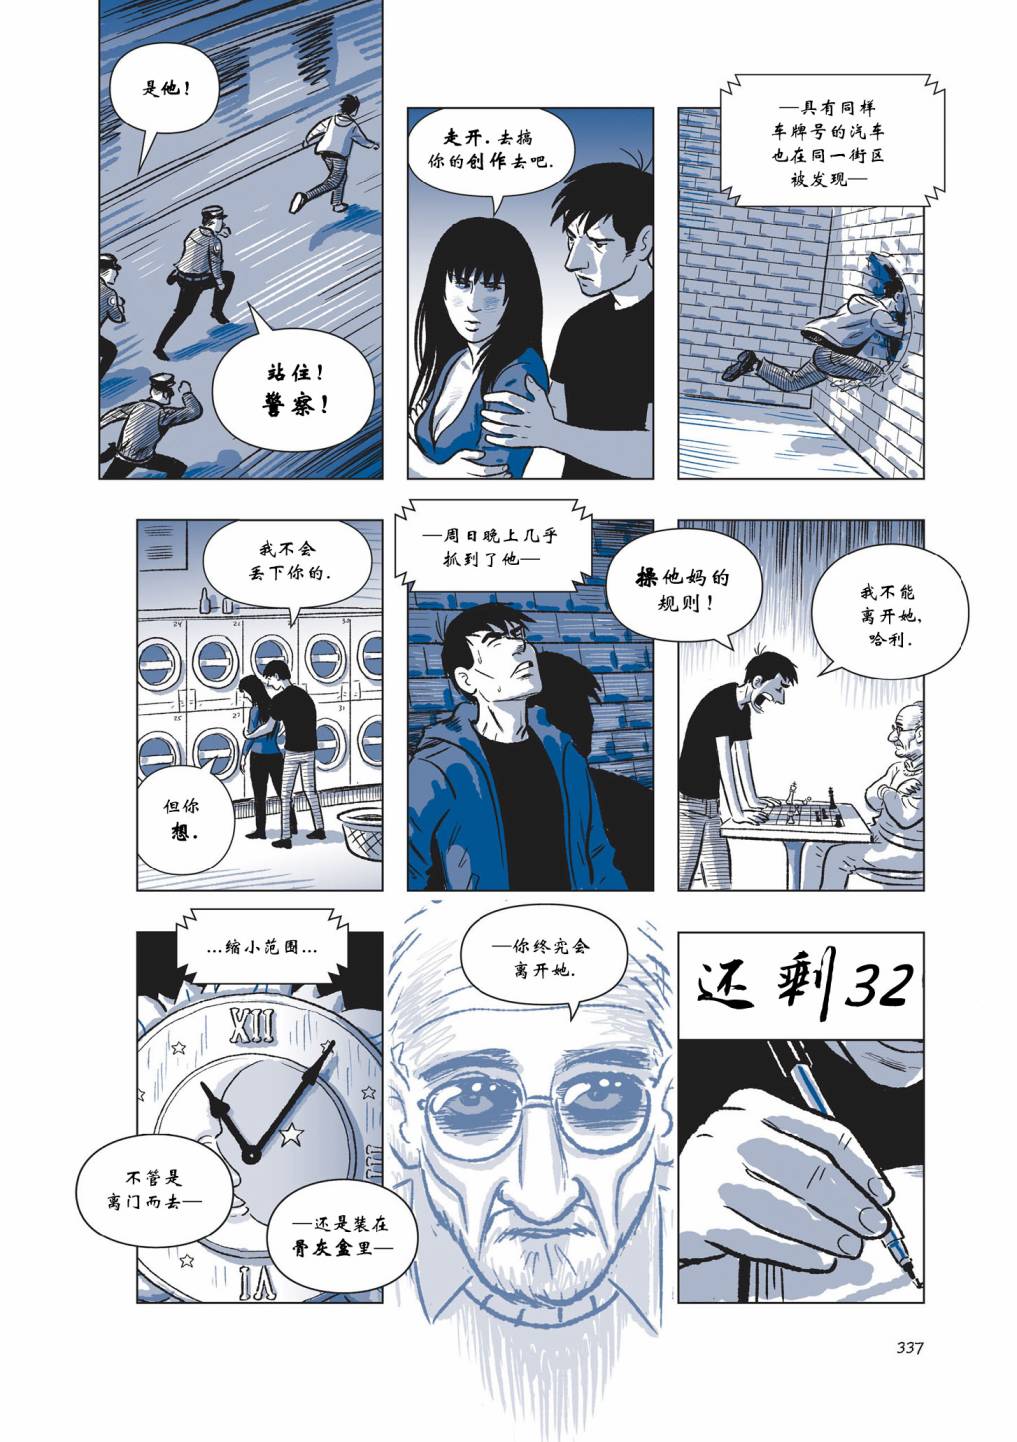 是他！
站住！
警察！
走开．去搞
你的创作去吧．
—具有同样
车牌号的汽车
也在同一街区
被发现—
我不会
丢下你的．
但你
想．
—周日晚上几乎
抓到了他—
操他妈的
规则！
我不能
离开她，
哈利．
…缩小范围…
XII
III
VI
不管是
离门而去—
—还是装在
骨灰盒里—
—你终究会
离开她．
还剩32
337